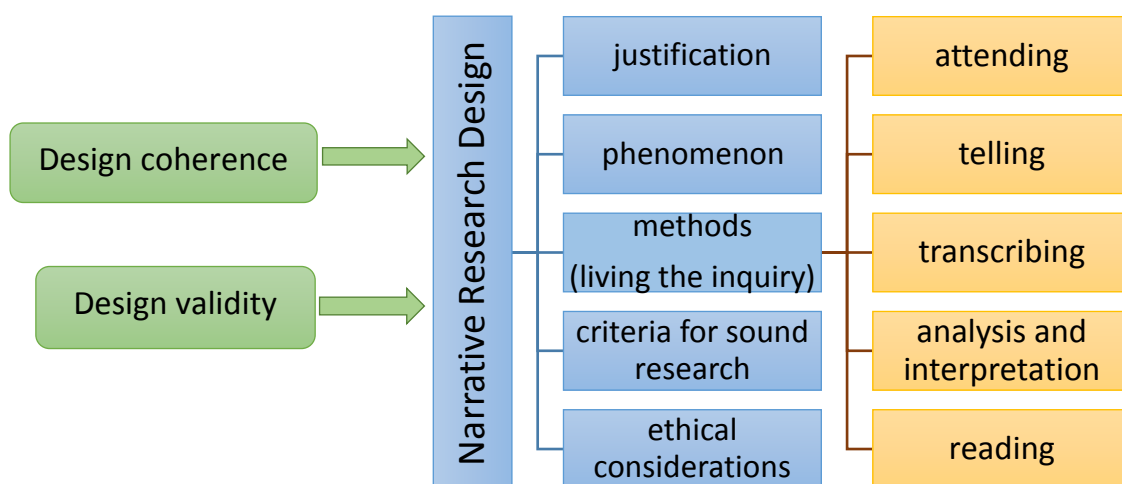 Design coherence
Design validity
Narrative Research Design
justification
phenomenon
methods
(living the inquiry)
criteria for sound
research
ethical
considerations
attending
telling
transcribing
analysis and
interpretation
reading